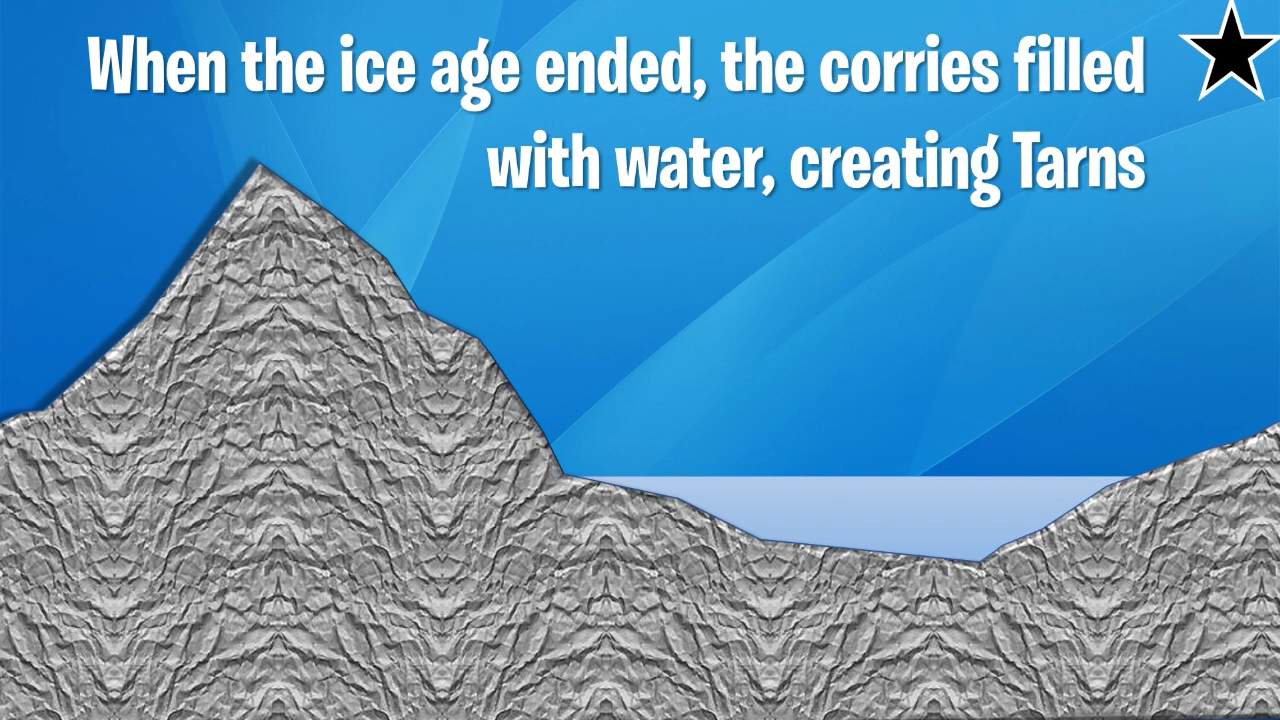 When the ice age ended, the corries filled
with water, creating Tarns